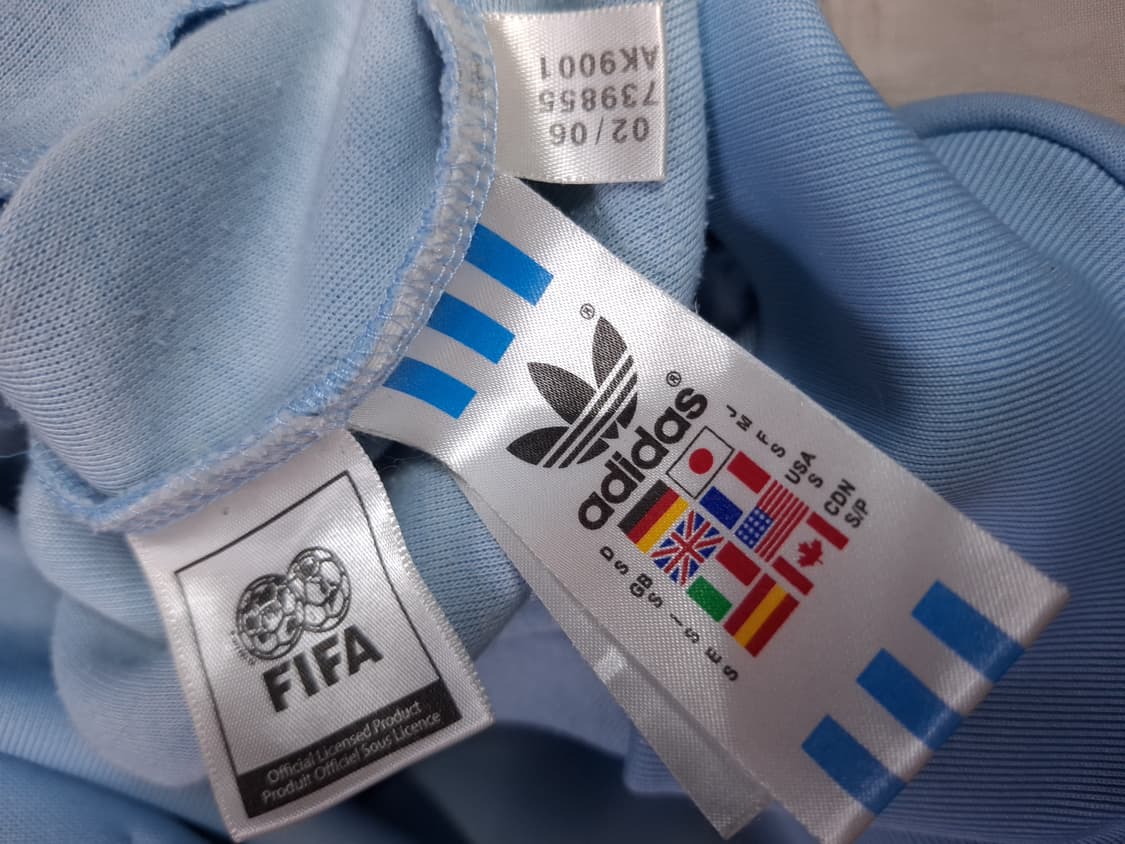 02/06
739855
AK9001
adidas®
J M
F S
USA S
CDN S/P
D S
GB S
I S
E S
FIFA
Official Licensed Product
Produit Officiel Sous Licence